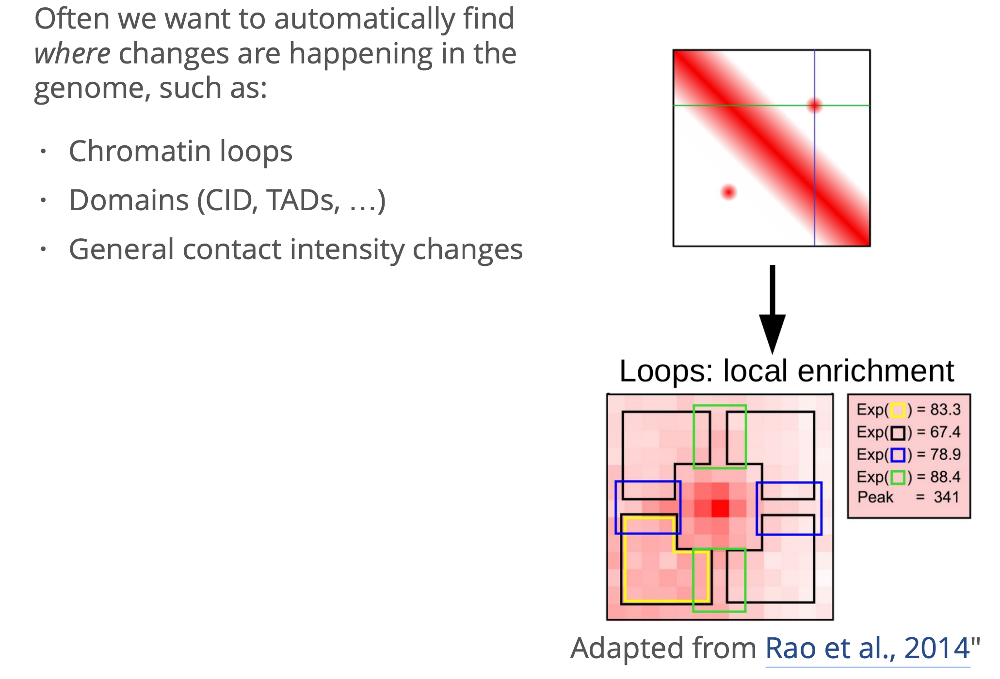 Often we want to automatically find
where changes are happening in the
genome, such as:
· Chromatin loops
· Domains (CID, TADs, …)
· General contact intensity changes
Loops: local enrichment
Exp( ) = 83.3
Exp( ) = 67.4
Exp( ) = 78.9
Exp( ) = 88.4
Peak = 341
Adapted from Rao et al., 2014"